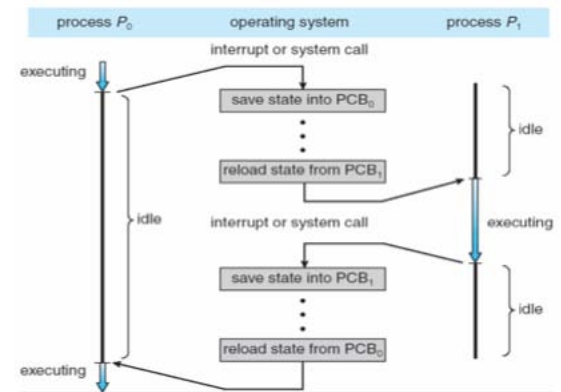 process P₀ operating system process P₁
interrupt or system call
executing
save state into PCB₀
idle
reload state from PCB₁
idle
interrupt or system call
executing
save state into PCB₁
idle
reload state from PCB₀
executing